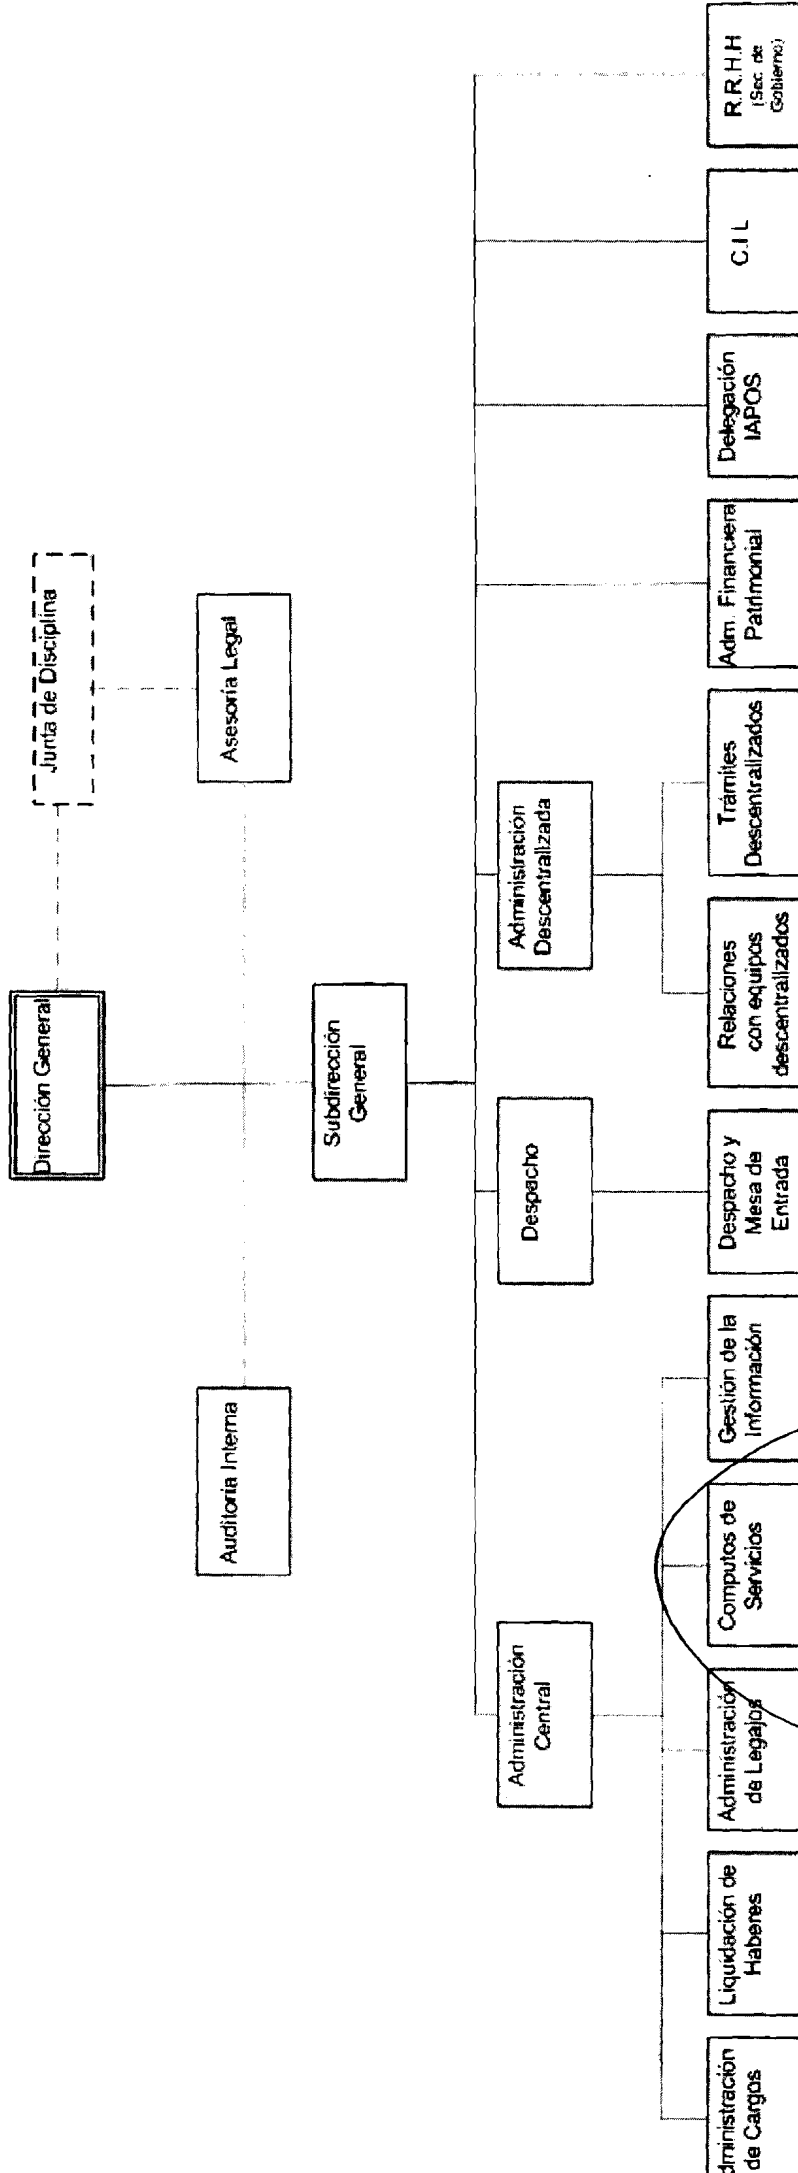 Dirección General
Junta de Disciplina
Auditoria Interna
Asesoria Legal
Subdirección
General
Administración
Central
Despacho
Administración
Descentralizada
dministración
de Cargos
Liquidación de
Haberes
Administración
de Legajos
Computos de
Servicios
Gestión de la
Información
Despacho y
Mesa de
Entrada
Relaciones
con equipos
descentralizados
Trámites
Descentralizados
Adm. Financiera
Patrimonial
Delegación
IAPOS
C.I.L
R.R.H.H
(Sec. de
Gobierno)